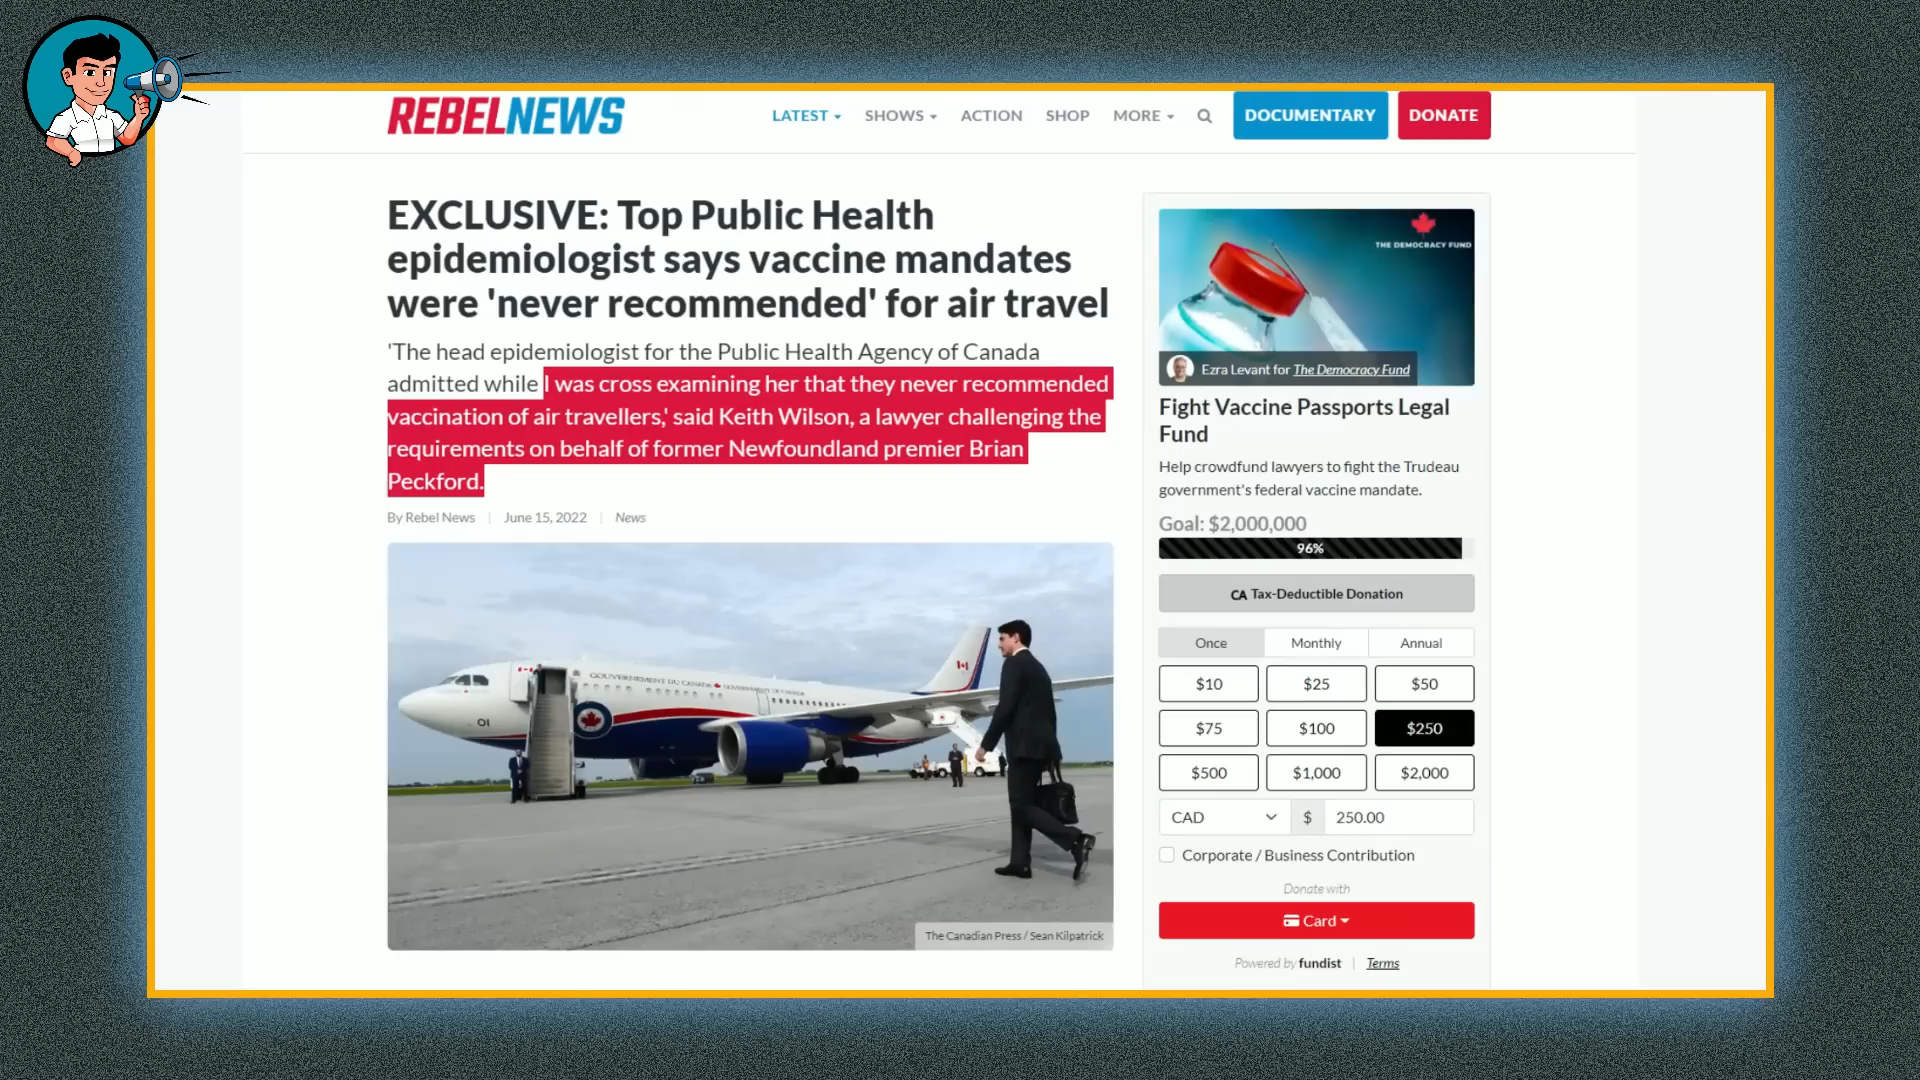 REBELNEWS
LATEST
SHOWS
ACTION
SHOP
MORE
DOCUMENTARY
DONATE
EXCLUSIVE: Top Public Health
epidemiologist says vaccine mandates
were 'never recommended' for air travel
'The head epidemiologist for the Public Health Agency of Canada
admitted while I was cross examining her that they never recommended
vaccination of air travellers,' said Keith Wilson, a lawyer challenging the
requirements on behalf of former Newfoundland premier Brian
Peckford.
By Rebel News | June 15, 2022 | News
GOUVERNEMENT DU CANADA GOVERNMENT OF CANADA
01
The Canadian Press / Sean Kilpatrick
THE DEMOCRACY FUND
Ezra Levant for The Democracy Fund
Fight Vaccine Passports Legal
Fund
Help crowdfund lawyers to fight the Trudeau
government's federal vaccine mandate.
Goal: $2,000,000
96%
CA Tax-Deductible Donation
Once
Monthly
Annual
$10
$25
$50
$75
$100
$250
$500
$1,000
$2,000
CAD
$
250.00
Corporate / Business Contribution
Donate with
Card
Powered by fundist | Terms